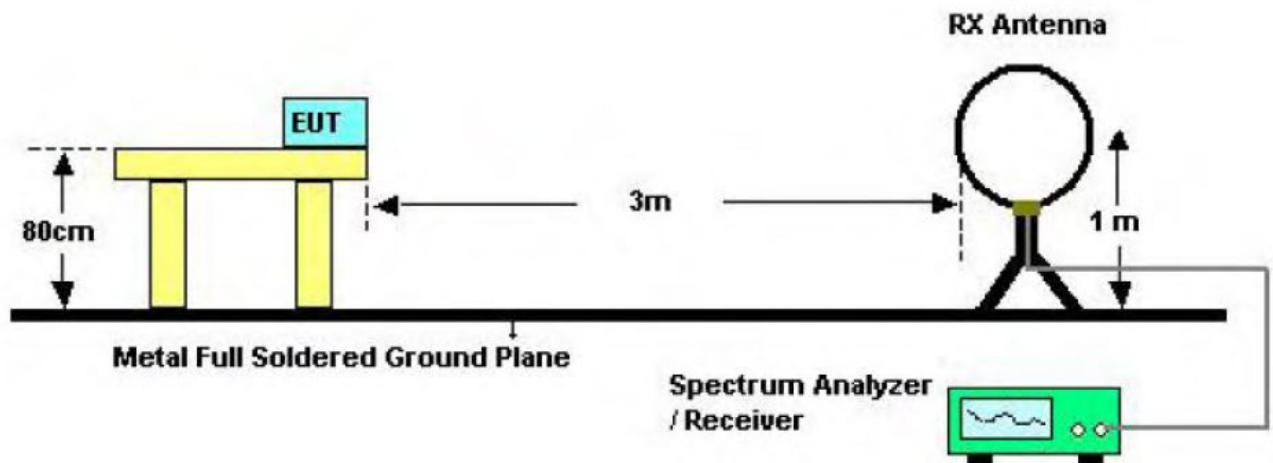 RX Antenna
EUT
3m
80cm
1 m
Metal Full Soldered Ground Plane
Spectrum Analyzer
/ Receiver